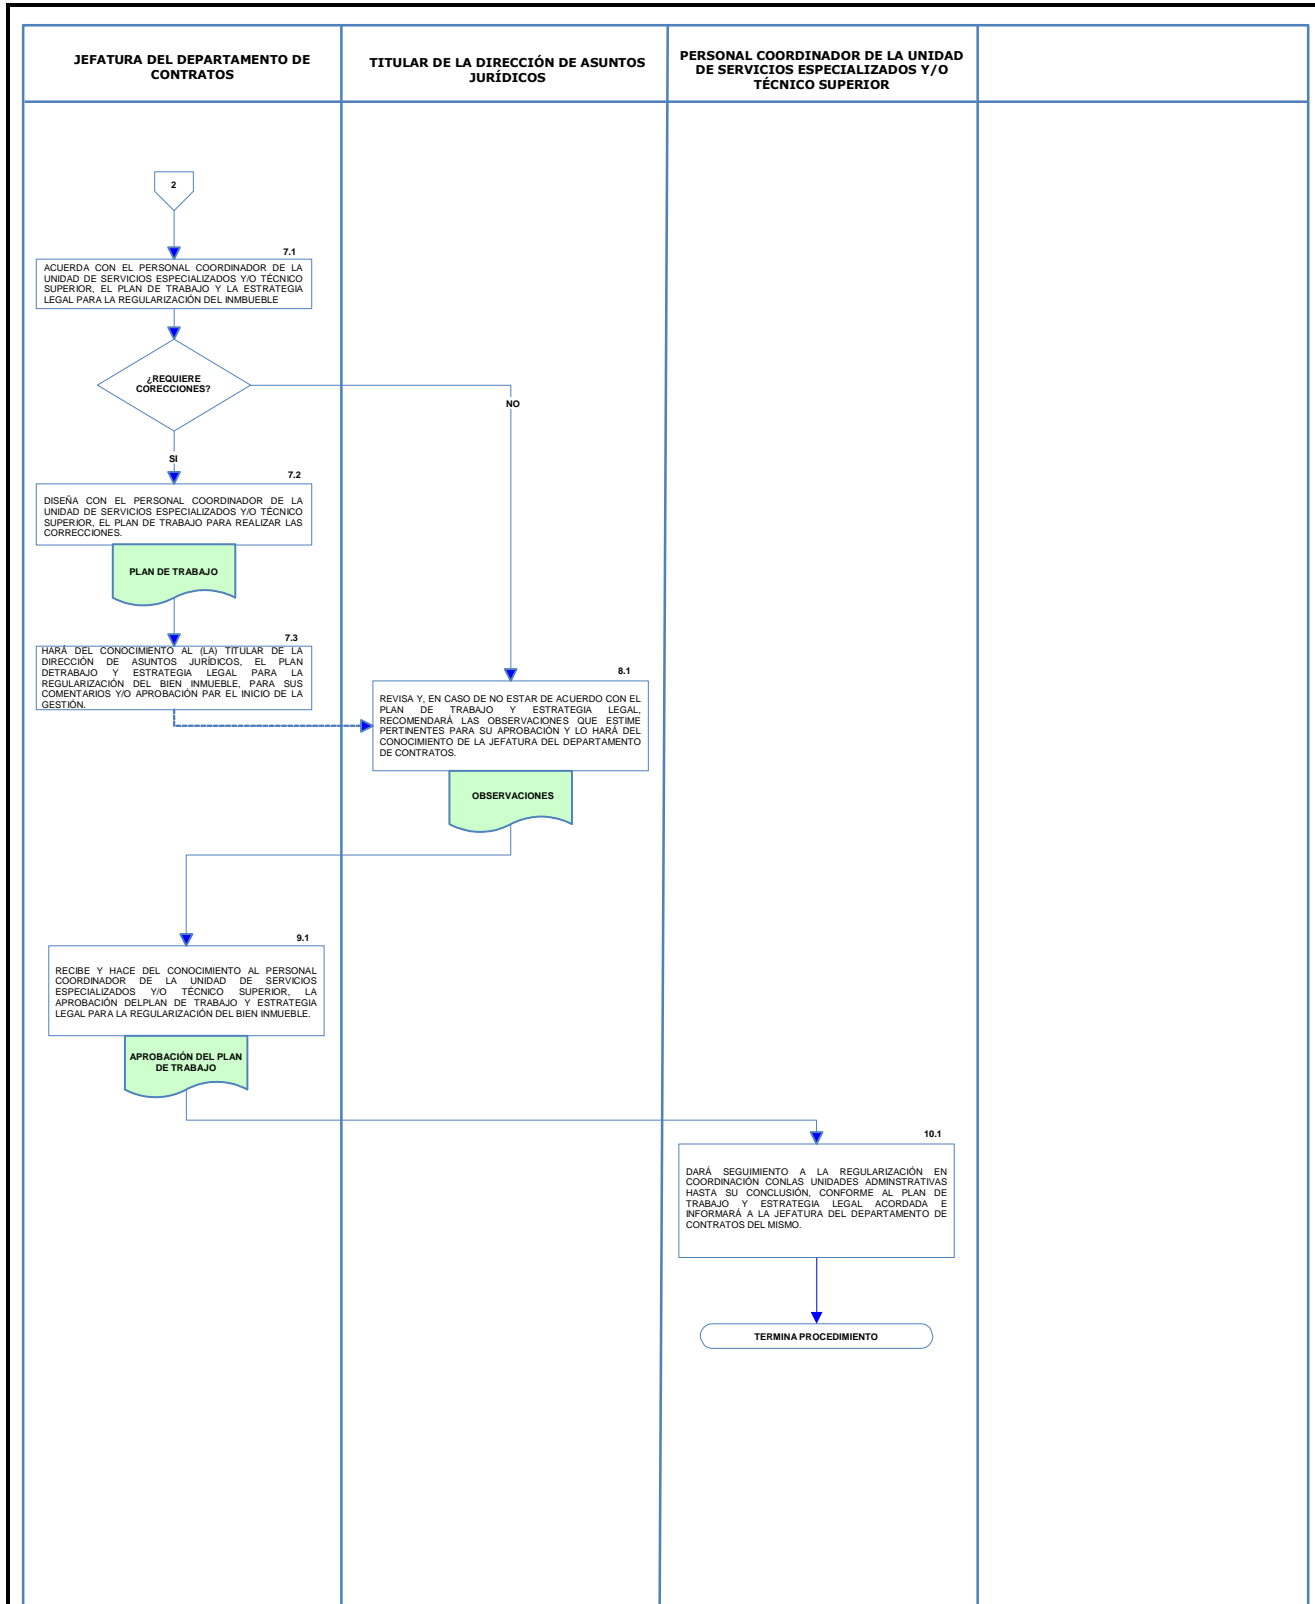 JEFATURA DEL DEPARTAMENTO DE
CONTRATOS
TITULAR DE LA DIRECCIÓN DE ASUNTOS
JURÍDICOS
PERSONAL COORDINADOR DE LA UNIDAD
DE SERVICIOS ESPECIALIZADOS Y/O
TÉCNICO SUPERIOR
2
7.1
ACUERDA CON EL PERSONAL COORDINADOR DE LA
UNIDAD DE SERVICIOS ESPECIALIZADOS Y/O TÉCNICO
SUPERIOR, EL PLAN DE TRABAJO Y LA ESTRATEGIA
LEGAL PARA LA REGULARIZACIÓN DEL INMBUEBLE
¿REQUIERE
CORECCIONES?
NO
SI
7.2
DISEÑA CON EL PERSONAL COORDINADOR DE LA
UNIDAD DE SERVICIOS ESPECIALIZADOS Y/O TÉCNICO
SUPERIOR, EL PLAN DE TRABAJO PARA REALIZAR LAS
CORRECCIONES.
PLAN DE TRABAJO
7.3
HARÁ DEL CONOCIMIENTO AL (LA) TITULAR DE LA
DIRECCIÓN DE ASUNTOS JURÍDICOS, EL PLAN
DETRABAJO Y ESTRATEGIA LEGAL PARA LA
REGULARIZACIÓN DEL BIEN INMUEBLE, PARA SUS
COMENTARIOS Y/O APROBACIÓN PAR EL INICIO DE LA
GESTIÓN.
8.1
REVISA Y, EN CASO DE NO ESTAR DE ACUERDO CON EL
PLAN DE TRABAJO Y ESTRATEGIA LEGAL,
RECOMENDARÁ LAS OBSERVACIONES QUE ESTIME
PERTINENTES PARA SU APROBACIÓN Y LO HARÁ DEL
CONOCIMIENTO DE LA JEFATURA DEL DEPARTAMENTO
DE CONTRATOS.
OBSERVACIONES
9.1
RECIBE Y HACE DEL CONOCIMIENTO AL PERSONAL
COORDINADOR DE LA UNIDAD DE SERVICIOS
ESPECIALIZADOS Y/O TÉCNICO SUPERIOR, LA
APROBACIÓN DELPLAN DE TRABAJO Y ESTRATEGIA
LEGAL PARA LA REGULARIZACIÓN DEL BIEN INMUEBLE.
APROBACIÓN DEL PLAN
DE TRABAJO
10.1
DARÁ SEGUIMIENTO A LA REGULARIZACIÓN EN
COORDINACIÓN CONLAS UNIDADES ADMINSTRATIVAS
HASTA SU CONCLUSIÓN, CONFORME AL PLAN DE
TRABAJO Y ESTRATEGIA LEGAL ACORDADA E
INFORMARÁ A LA JEFATURA DEL DEPARTAMENTO DE
CONTRATOS DEL MISMO.
TERMINA PROCEDIMIENTO